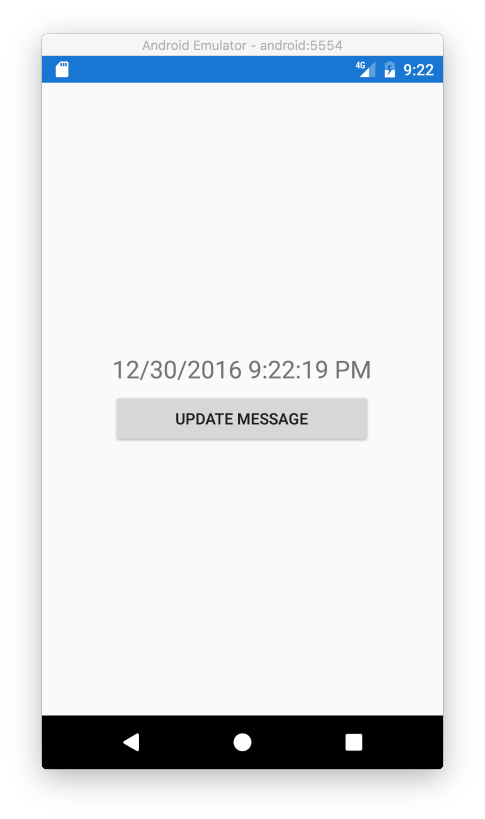 Android Emulator - android:5554
4G 9:22
12/30/2016 9:22:19 PM
UPDATE MESSAGE